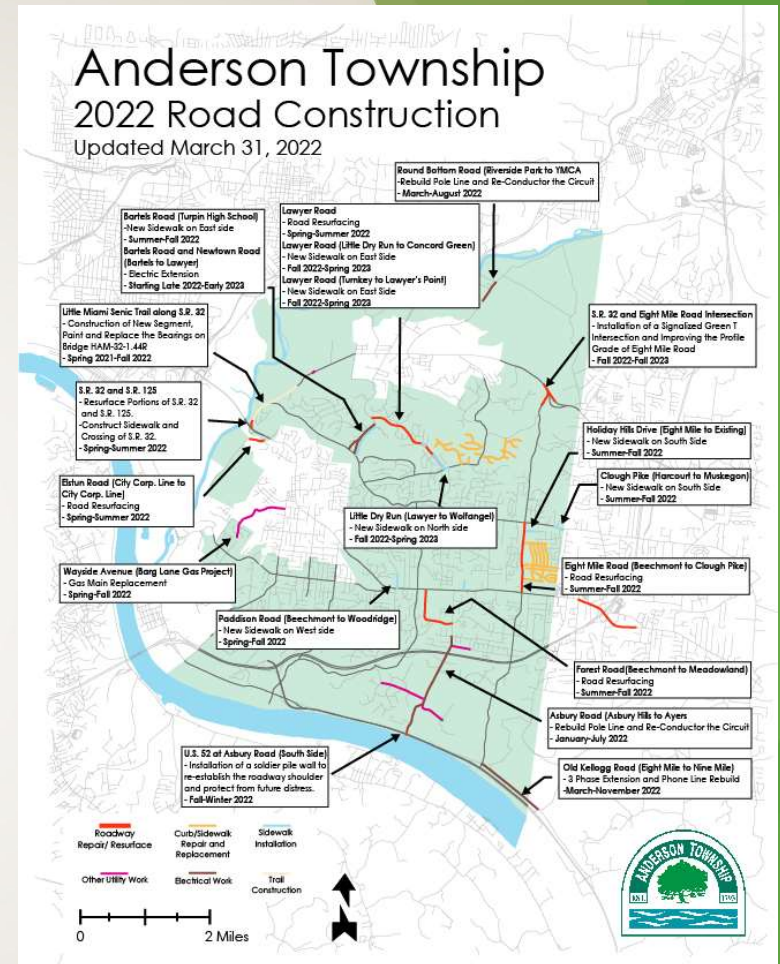 Anderson Township
2022 Road Construction
Updated March 31, 2022
Round Bottom Road (Riverside Park to YMCA
-Rebuild Pole Line and Re-Conductor the Circuit
- March-August 2022
Bartels Road (Turpin High School)
-New Sidewalk on East side
- Summer-Fall 2022
Bartels Road and Newtown Road
(Bartels to Lawyer)
- Electric Extension
- Starting Late 2022-Early 2023
Lawyer Road
- Road Resurfacing
- Spring-Summer 2022
Lawyer Road (Little Dry Run to Concord Green)
- New Sidewalk on East Side
- Fall 2022-Spring 2023
Lawyer Road (Turnkey to Lawyer's Point)
- New Sidewalk on East Side
- Fall 2022-Spring 2023
Little Miami Senic Trail along S.R. 32
- Construction of New Segment,
Paint and Replace the Bearings on
Bridge HAM-32-1.44R
- Spring 2021-Fall 2022
S.R. 32 and Eight Mile Road Intersection
- Installation of a Signalized Green T
Intersection and Improving the Profile
Grade of Eight Mile Road
- Fall 2022-Fall 2023
S.R. 32 and S.R. 125
- Resurface Portions of S.R. 32
and S.R. 125.
-Construct Sidewalk and
Crossing of S.R. 32.
- Spring-Summer 2022
Holiday Hills Drive (Eight Mile to Existing)
- New Sidewalk on South Side
- Summer-Fall 2022
Clough Pike (Harcourt to Muskegon)
- New Sidewalk on South Side
- Summer-Fall 2022
Elstun Road (City Corp. Line to
City Corp. Line)
- Road Resurfacing
- Spring-Summer 2022
Little Dry Run (Lawyer to Wolfangel)
- New Sidewalk on North side
- Fall 2022-Spring 2023
Wayside Avenue (Barg Lane Gas Project)
- Gas Main Replacement
- Spring-Fall 2022
Eight Mile Road (Beechmont to Clough Pike)
- Road Resurfacing
- Summer-Fall 2022
Paddison Road (Beechmont to Woodridge)
- New Sidewalk on West side
- Spring-Fall 2022
Forest Road(Beechmont to Meadowland)
- Road Resurfacing
- Summer-Fall 2022
Asbury Road (Asbury Hills to Ayers
- Rebuild Pole Line and Re-Conductor the Circuit
- January-July 2022
U.S. 52 at Asbury Road (South Side)
- Installation of a soldier pile wall to
re-establish the roadway shoulder
and protect from future distress.
- Fall-Winter 2022
Old Kellogg Road (Eight Mile to Nine Mile)
- 3 Phase Extension and Phone Line Rebuild
-March-November 2022
Roadway
Repair/ Resurface
Curb/Sidewalk
Repair and
Replacement
Sidewalk
Installation
Other Utility Work
Electrical Work
Trail
Construction
0
2 Miles
ANDERSON TOWNSHIP
EST. 1793